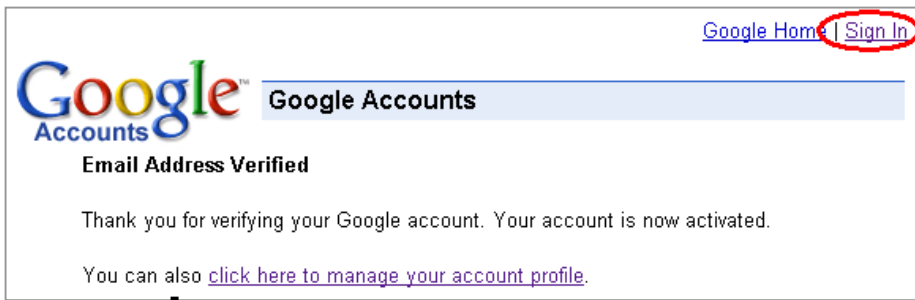 Google Home | Sign In
Google™
Accounts
Google Accounts
Email Address Verified
Thank you for verifying your Google account. Your account is now activated.
You can also click here to manage your account profile.